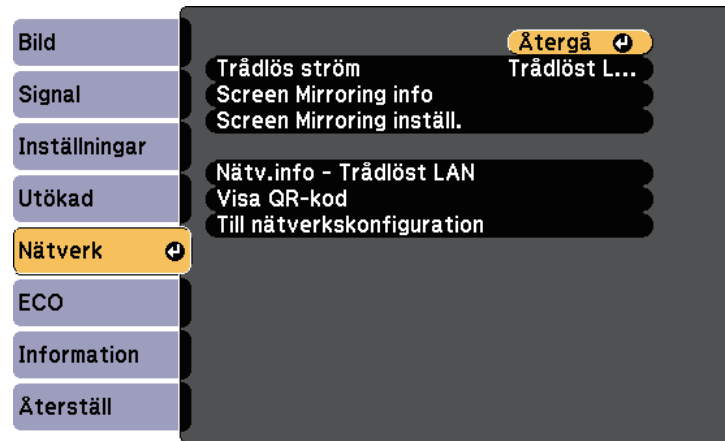 Bild
Signal
Inställningar
Utökad
Nätverk
ECO
Information
Återställ
Återgå
Trådlös ström Trådlöst L...
Screen Mirroring info
Screen Mirroring inställ.
Nätv.info - Trådlöst LAN
Visa QR-kod
Till nätverkskonfiguration